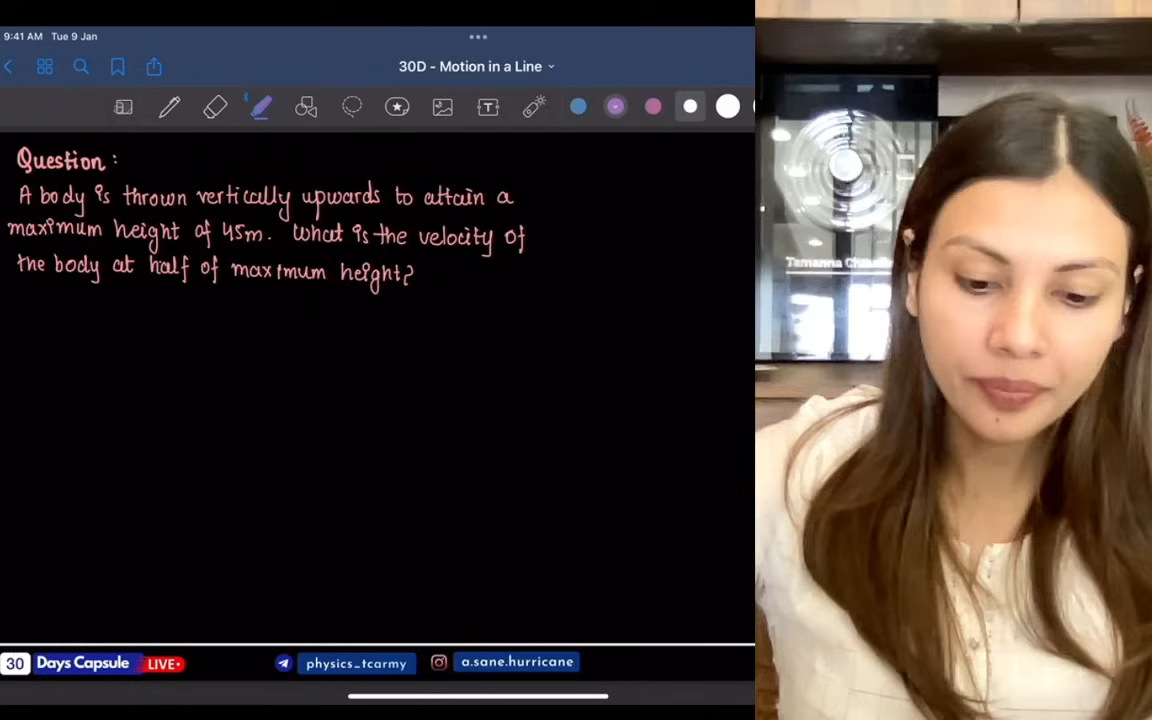 9:41 AM Tue 9 Jan
30D - Motion in a Line
T
Question:
A body is thrown vertically upwards to attain a
maximum height of 45m. What is the velocity of
the body at half of maximum height?
Tamanna
30 Days Capsule LIVE
physics_tcarmy
a.sane.hurricane